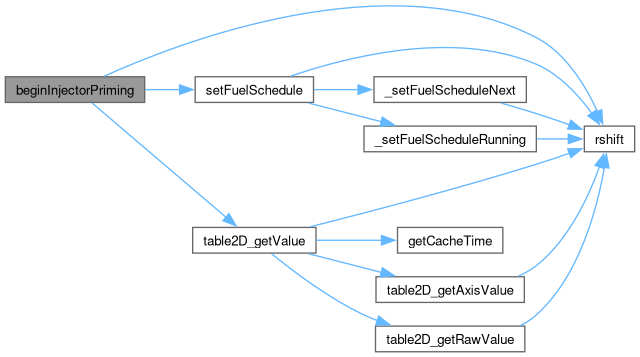 beginInjectorPriming
setFuelSchedule
_setFuelScheduleNext
_setFuelScheduleRunning
rshift
table2D_getValue
getCacheTime
table2D_getAxisValue
table2D_getRawValue